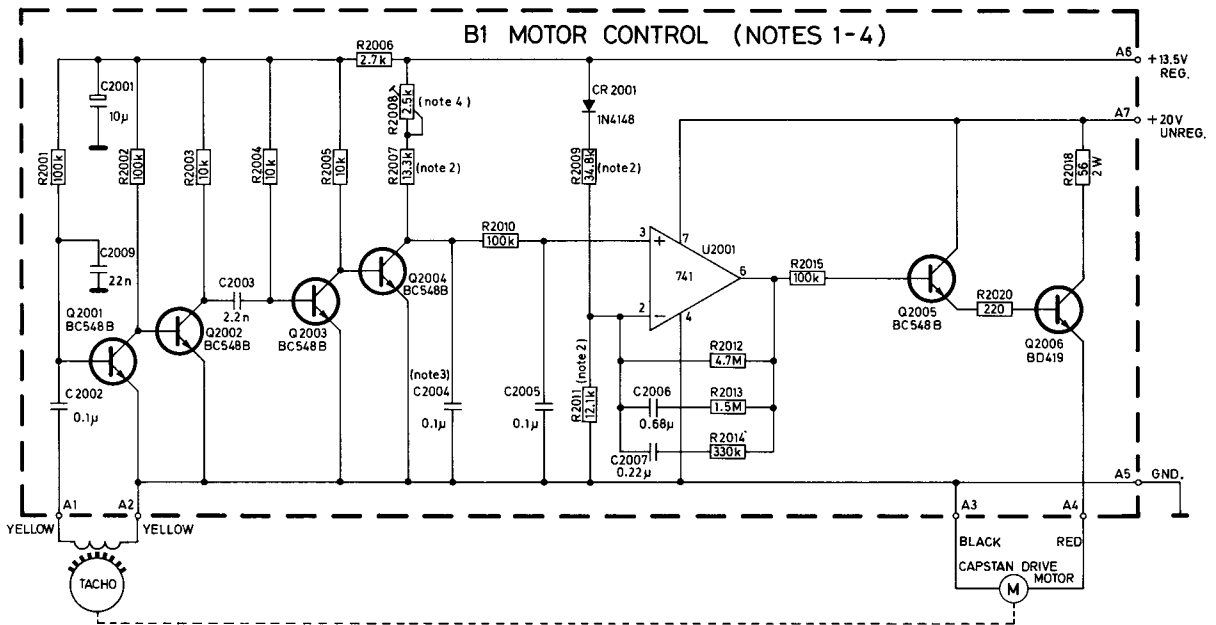 B1 MOTOR CONTROL (NOTES 1-4)
R2006
2.7k
A6
+13.5V
REG.
C2001
10µ
R2008
2.5k
(note 4)
CR 2001
1N4148
A7
+20V
UNREG.
R2001
100k
R2002
100k
R2003
10k
R2004
10k
R2005
10k
R2007
13.3k
(note 2)
R2009
34.8k
(note2)
R2018
56
2 W
C2009
22n
R2010
100k
3
+
7
U2001
741
6
2
−
4
R2015
100k
C2003
2.2n
Q2004
BC548B
Q2001
BC548B
Q2002
BC548B
Q2003
BC548B
Q2005
BC548B
R2020
220
Q2006
BD419
C2002
0.1µ
(note3)
C2004
0.1µ
C2005
0.1µ
R2011
12.1k
(note 2)
R2012
4.7M
C2006
0.68µ
R2013
1.5M
R2014
330k
C2007
0.22µ
A1
A2
A3
A4
A5
GND.
YELLOW
YELLOW
BLACK
RED
CAPSTAN DRIVE
MOTOR
TACHO
M